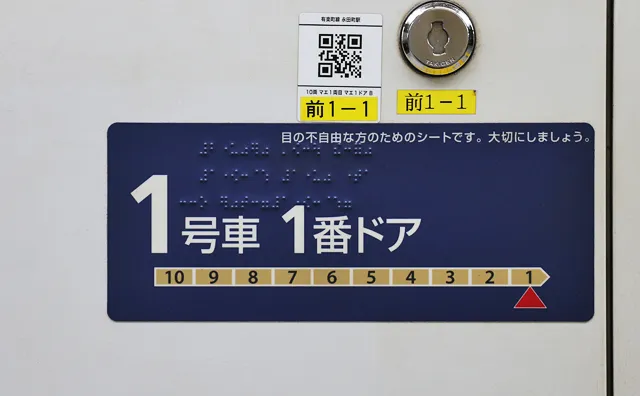 有楽町線 永田町駅
10両 マエ1両目 マエ1ドア B
前1-1
前1-1
TAKIGEN
目の不自由な方のためのシートです。大切にしましょう。
1号車 1番ドア
10 9 8 7 6 5 4 3 2 1